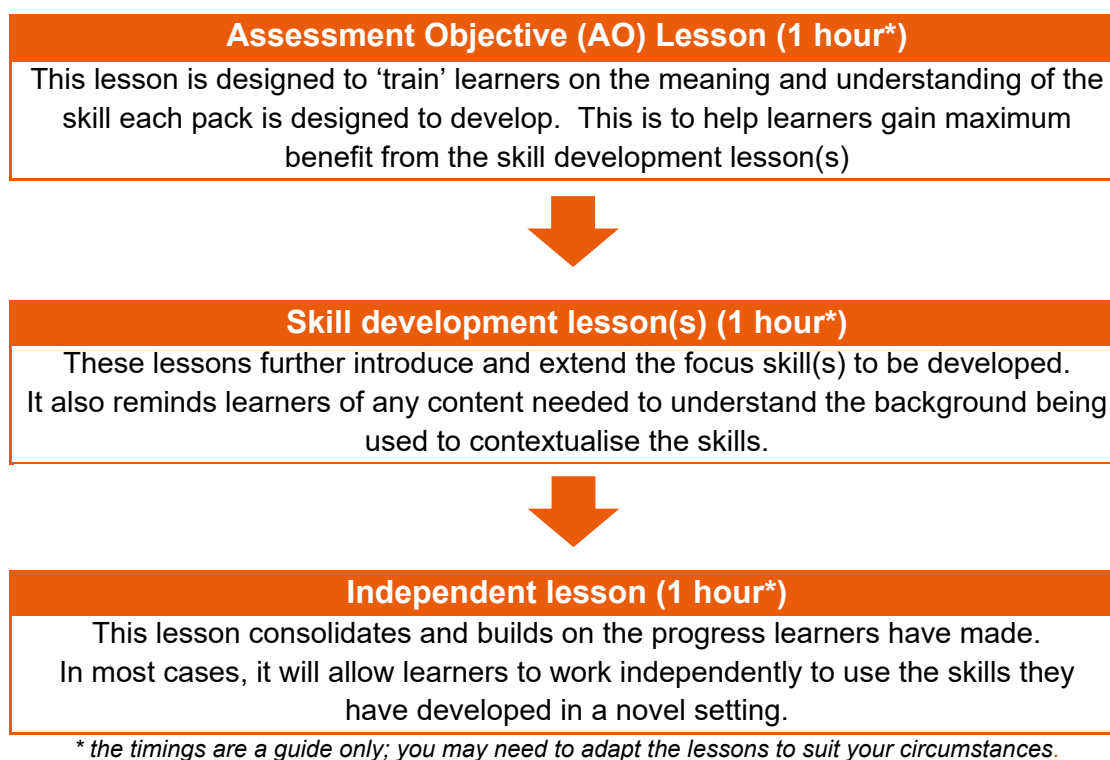 Assessment Objective (AO) Lesson (1 hour*)
This lesson is designed to ‘train’ learners on the meaning and understanding of the
skill each pack is designed to develop.  This is to help learners gain maximum
benefit from the skill development lesson(s)
Skill development lesson(s) (1 hour*)
These lessons further introduce and extend the focus skill(s) to be developed.
It also reminds learners of any content needed to understand the background being
used to contextualise the skills.
Independent lesson (1 hour*)
This lesson consolidates and builds on the progress learners have made.
In most cases, it will allow learners to work independently to use the skills they
have developed in a novel setting.
* the timings are a guide only; you may need to adapt the lessons to suit your circumstances.